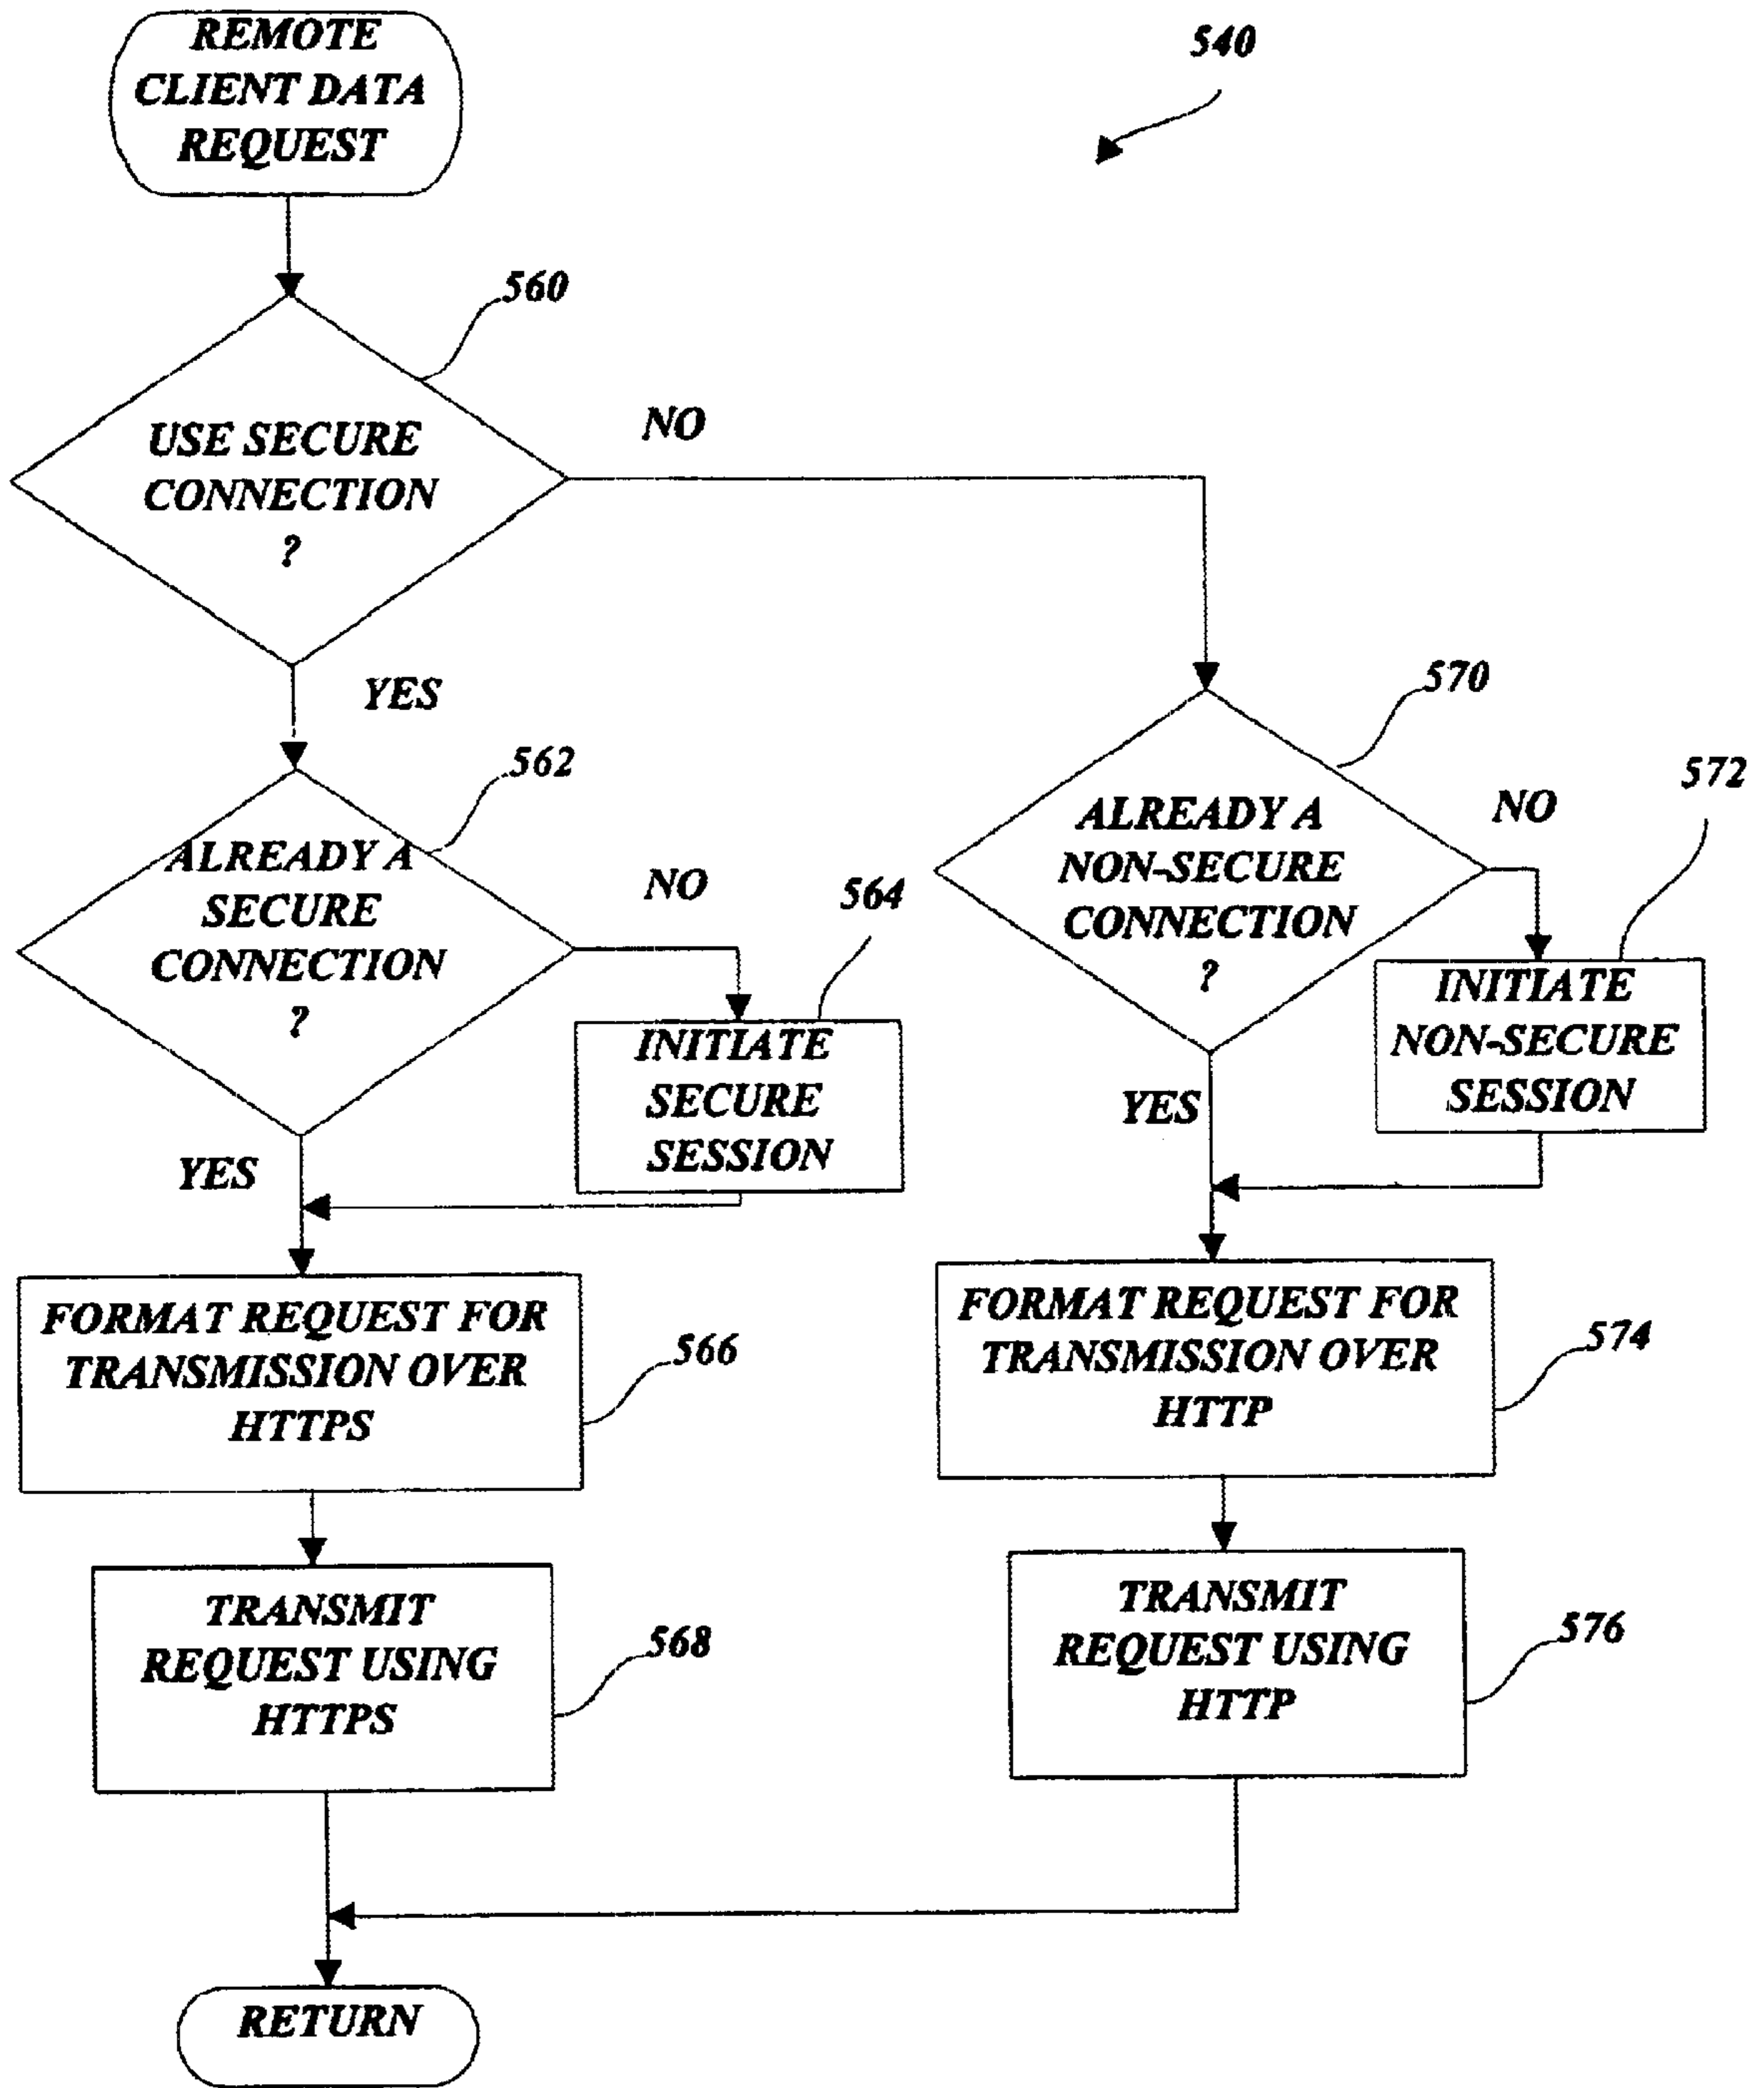 REMOTE
CLIENT DATA
REQUEST
540
560
USE SECURE
CONNECTION
?
NO
YES
562
ALREADY A
SECURE
CONNECTION
?
NO
564
INITIATE
SECURE
SESSION
YES
FORMAT REQUEST FOR
TRANSMISSION OVER
HTTPS
566
TRANSMIT
REQUEST USING
HTTPS
568
570
ALREADY A
NON-SECURE
CONNECTION
?
NO
572
INITIATE
NON-SECURE
SESSION
YES
FORMAT REQUEST FOR
TRANSMISSION OVER
HTTP
574
TRANSMIT
REQUEST USING
HTTP
576
RETURN